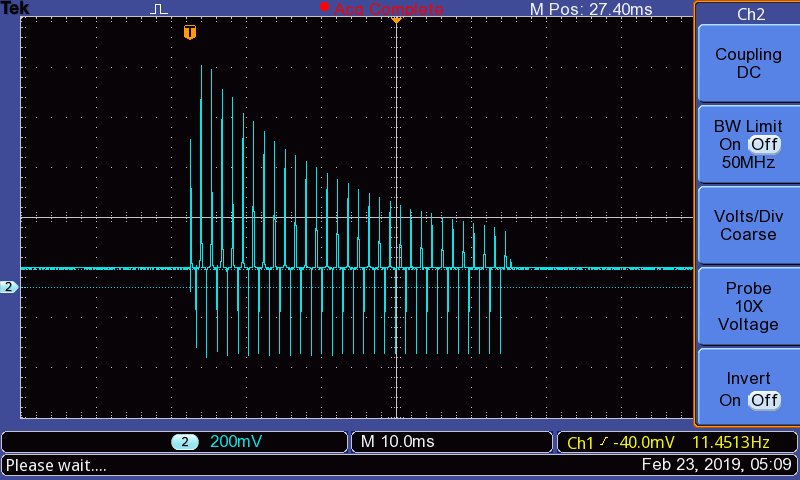 Tek Acq Complete M Pos: 27.40ms
T
2
Ch2
Coupling
DC
BW Limit
On Off
50MHz
Volts/Div
Coarse
Probe
10X
Voltage
Invert
On Off
2 200mV M 10.0ms Ch1 -40.0mV 11.4513Hz
Please wait.... Feb 23, 2019, 05:09